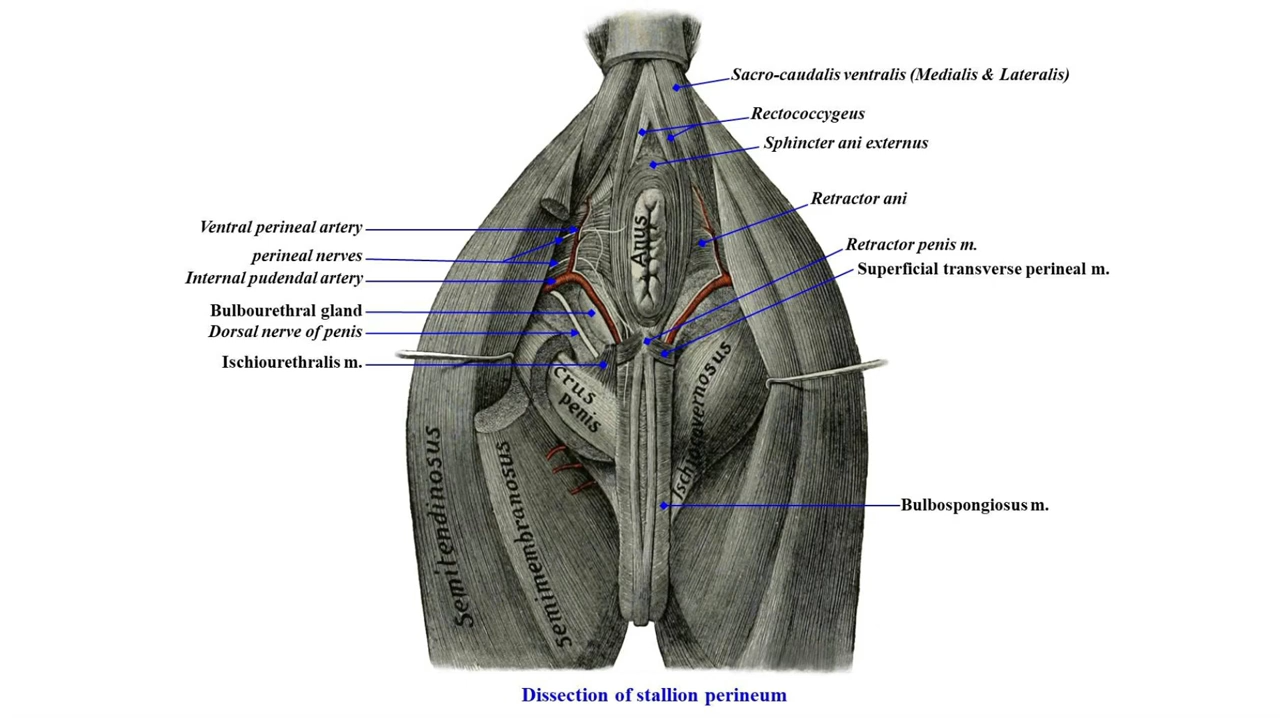 Sacro-caudalis ventralis (Medialis & Lateralis)
Rectococcygeus
Sphincter ani externus
Retractor ani
Ventral perineal artery
perineal nerves
Internal pudendal artery
Retractor penis m.
Superficial transverse perineal m.
Anus
Bulbourethral gland
Dorsal nerve of penis
Ischiourethralis m.
crus
penis
Ischiocavernosus
Semitendinosus
Semimembranosus
Bulbospongiosus m.
Dissection of stallion perineum